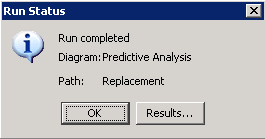 Run Status
Run completed
Diagram: Predictive Analysis
Path: Replacement
OK
Results...